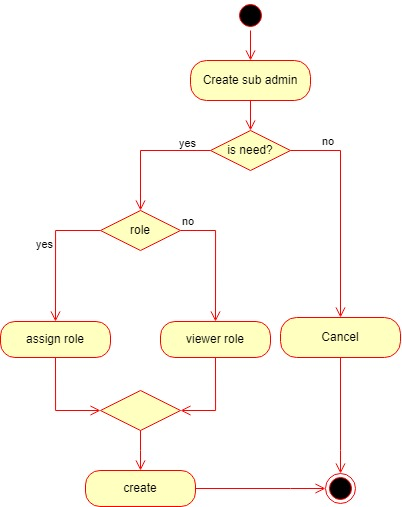 Create sub admin
is need?
yes
no
role
yes
no
assign role
viewer role
Cancel
create